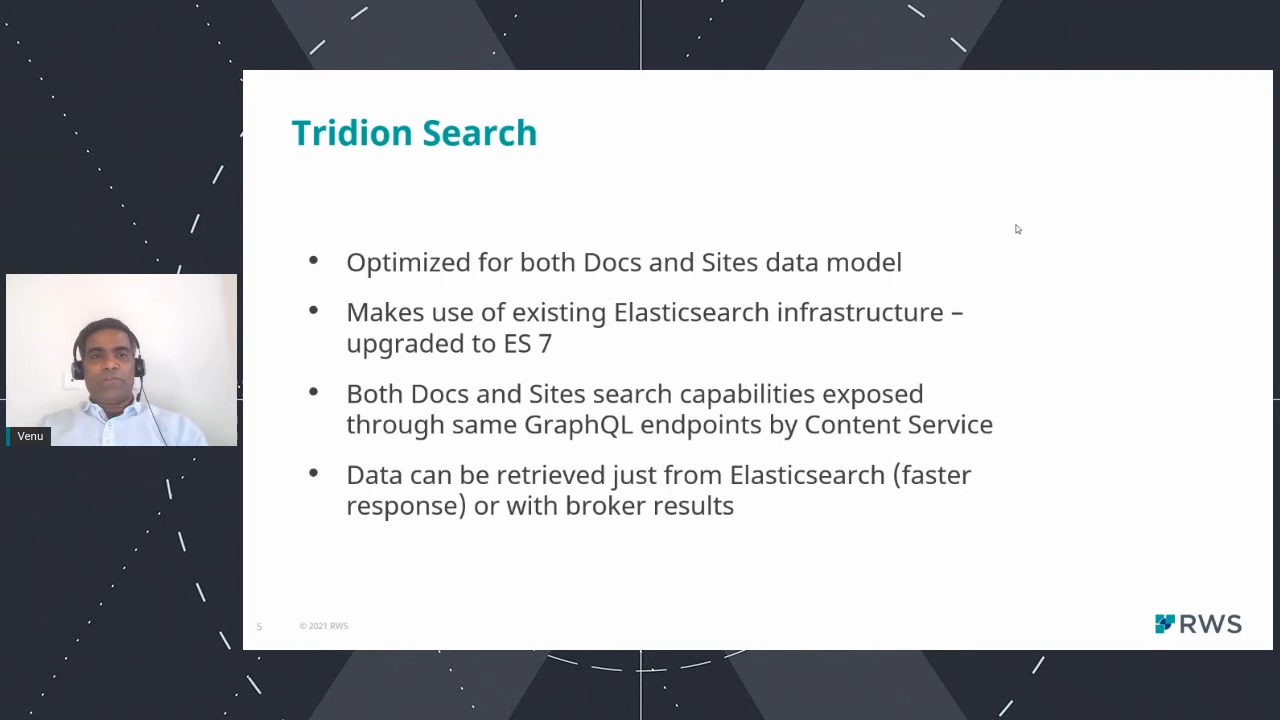 Tridion Search
• Optimized for both Docs and Sites data model
• Makes use of existing Elasticsearch infrastructure –
upgraded to ES 7
• Both Docs and Sites search capabilities exposed
through same GraphQL endpoints by Content Service
• Data can be retrieved just from Elasticsearch (faster
response) or with broker results
Venu
5
© 2021 RWS
RWS